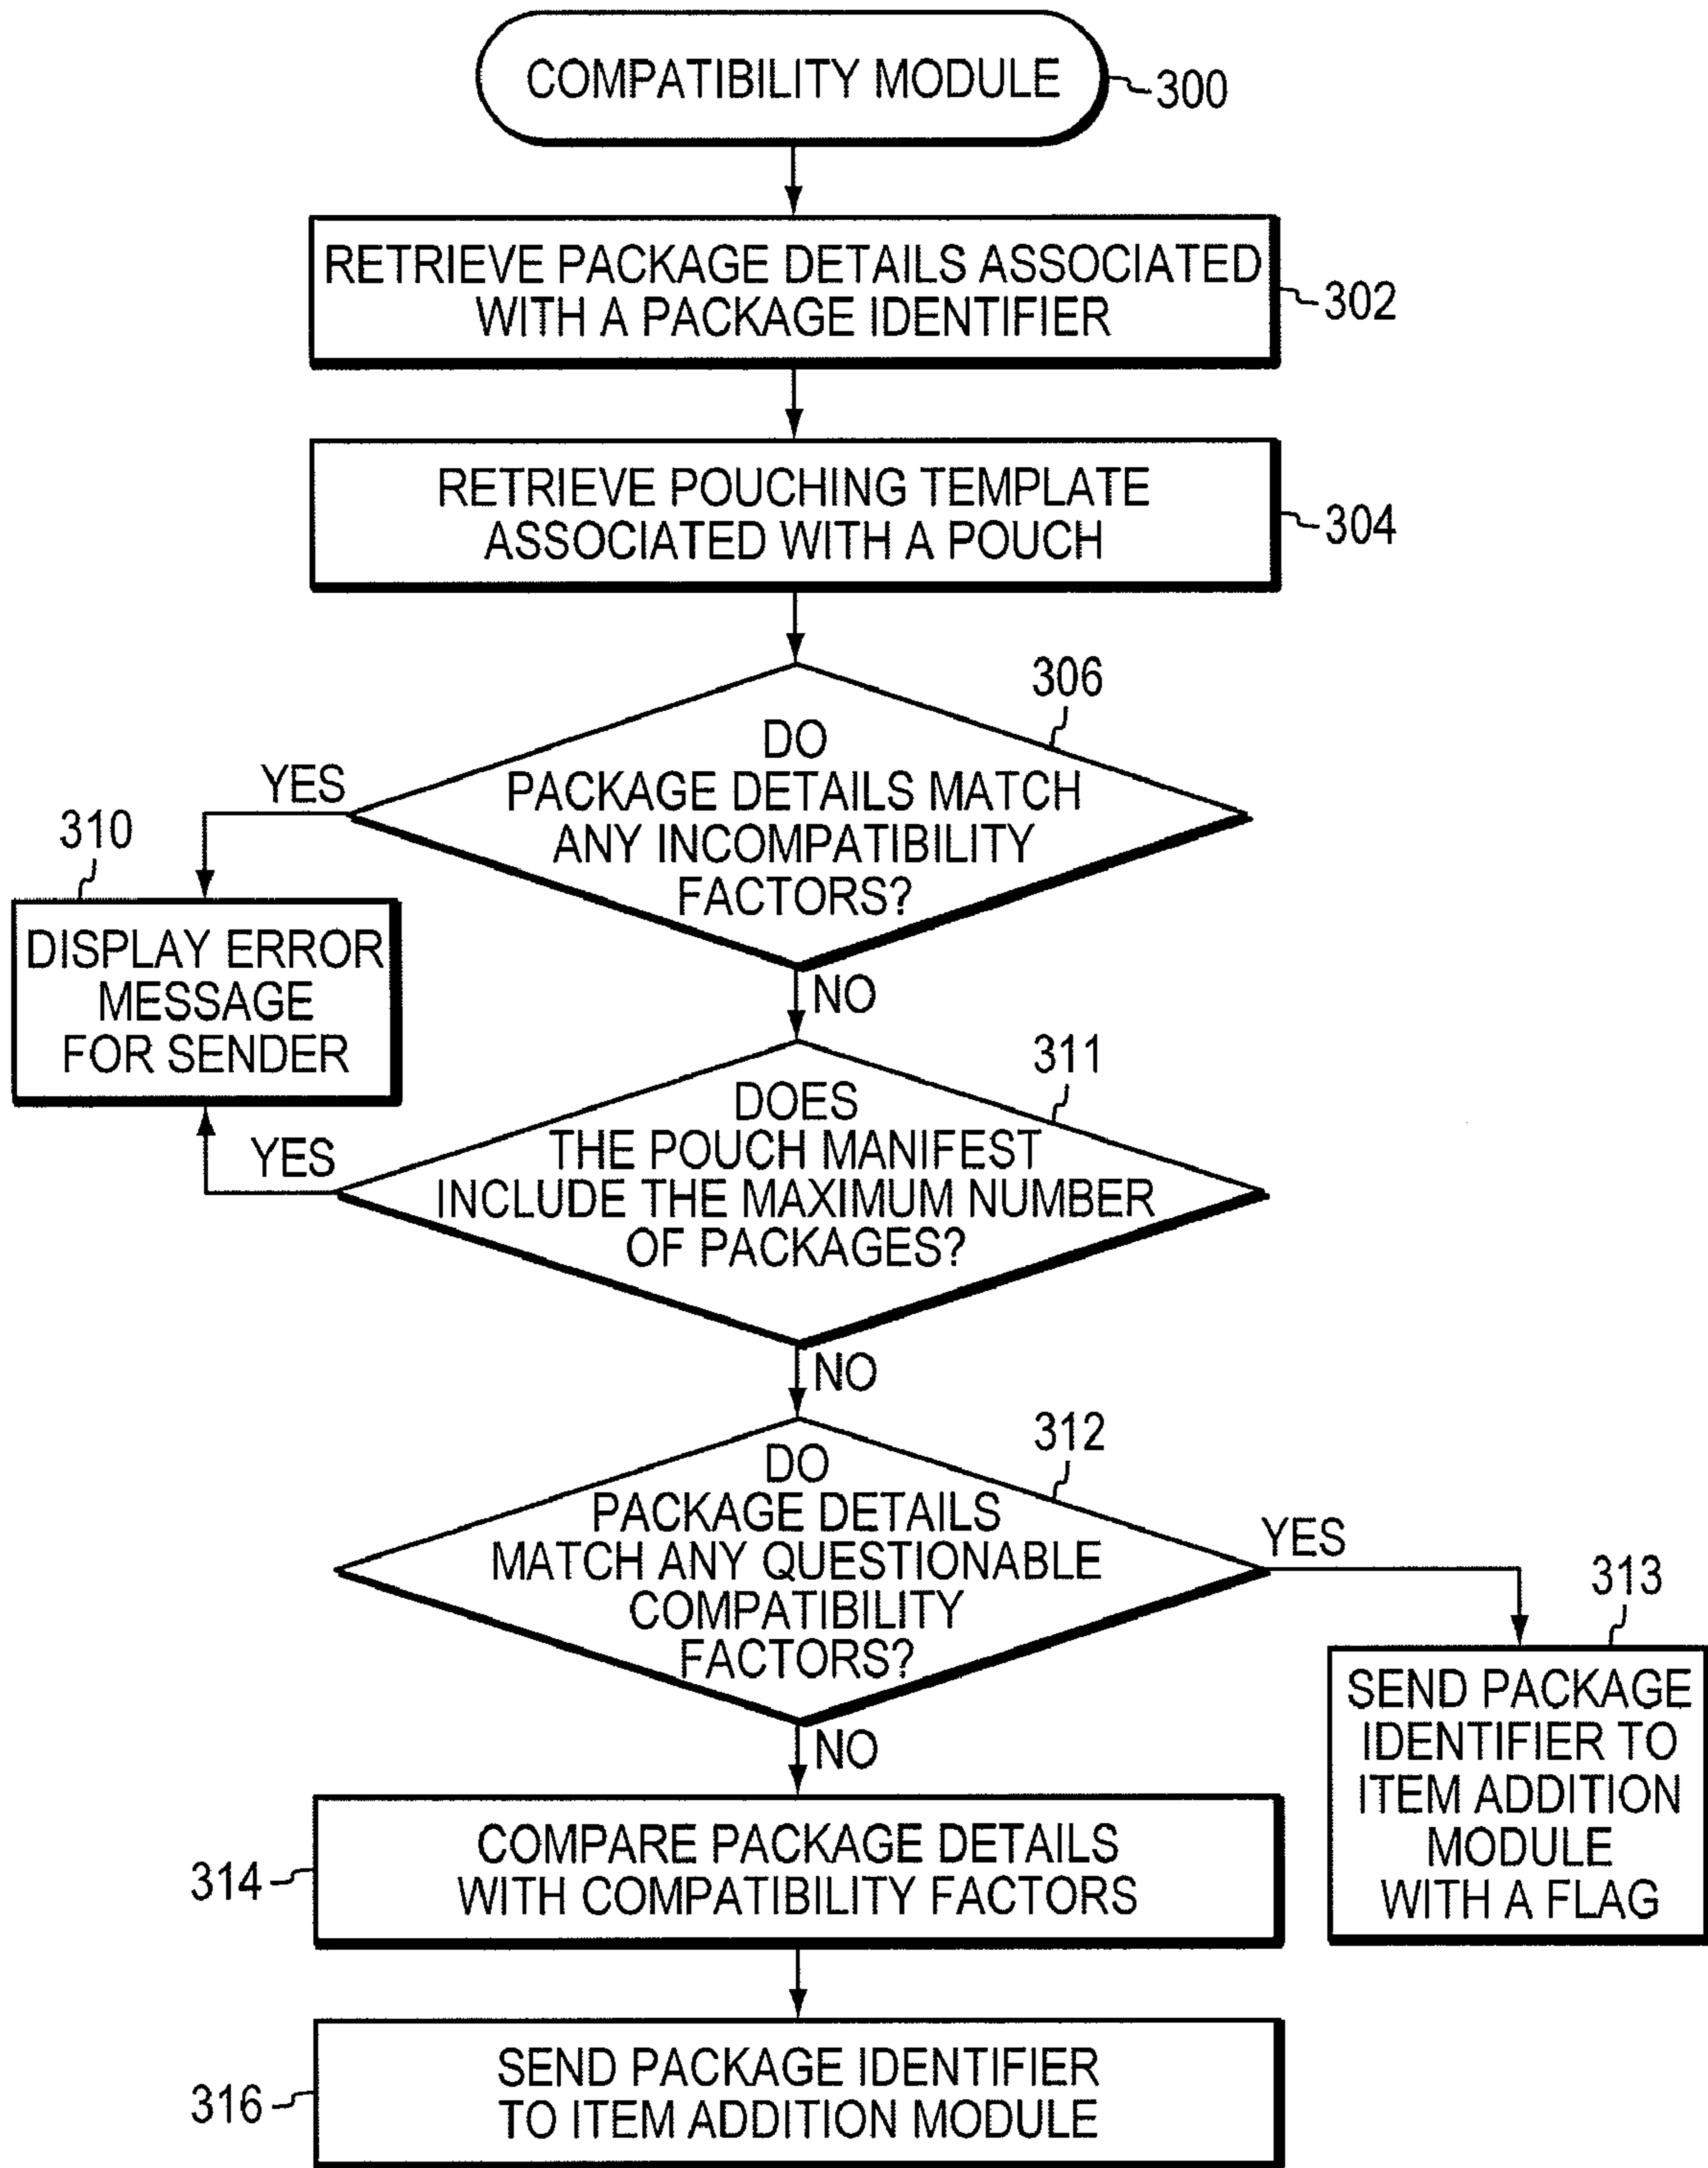 COMPATIBILITY MODULE
300
RETRIEVE PACKAGE DETAILS ASSOCIATED
WITH A PACKAGE IDENTIFIER
302
RETRIEVE POUCHING TEMPLATE
ASSOCIATED WITH A POUCH
304
306
DO
PACKAGE DETAILS MATCH
ANY INCOMPATIBILITY
FACTORS?
YES
310
DISPLAY ERROR
MESSAGE
FOR SENDER
NO
311
DOES
THE POUCH MANIFEST
INCLUDE THE MAXIMUM NUMBER
OF PACKAGES?
YES
NO
312
DO
PACKAGE DETAILS
MATCH ANY QUESTIONABLE
COMPATIBILITY
FACTORS?
YES
313
SEND PACKAGE
IDENTIFIER TO
ITEM ADDITION
MODULE
WITH A FLAG
NO
COMPARE PACKAGE DETAILS
WITH COMPATIBILITY FACTORS
314
SEND PACKAGE IDENTIFIER
TO ITEM ADDITION MODULE
316